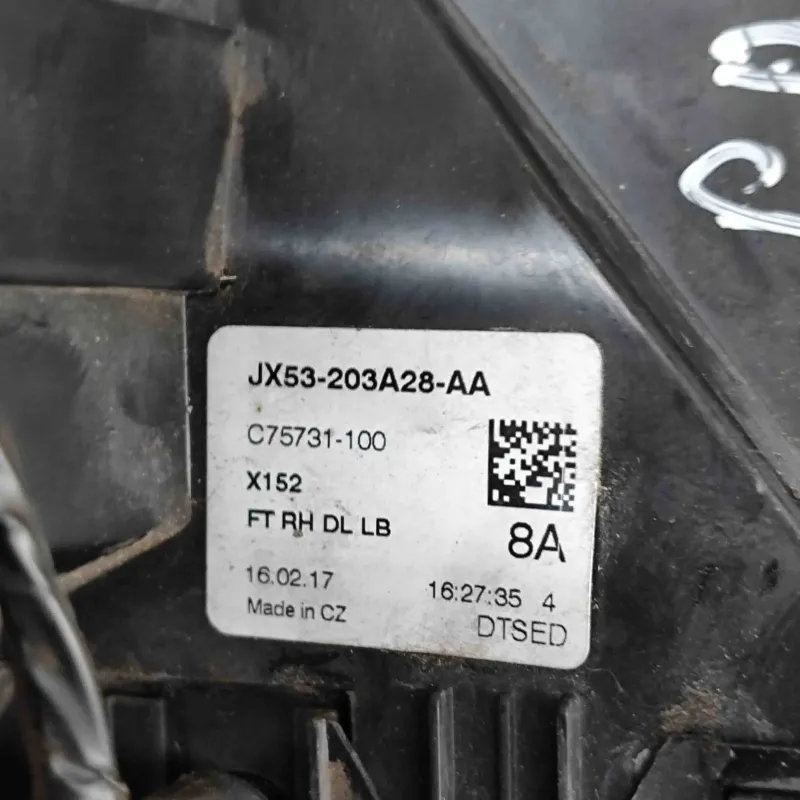 JX53-203A28-AA
C75731-100
X152
FT RH DL LB
8A
16.02.17
16:27:35 4
Made in CZ
DTSED